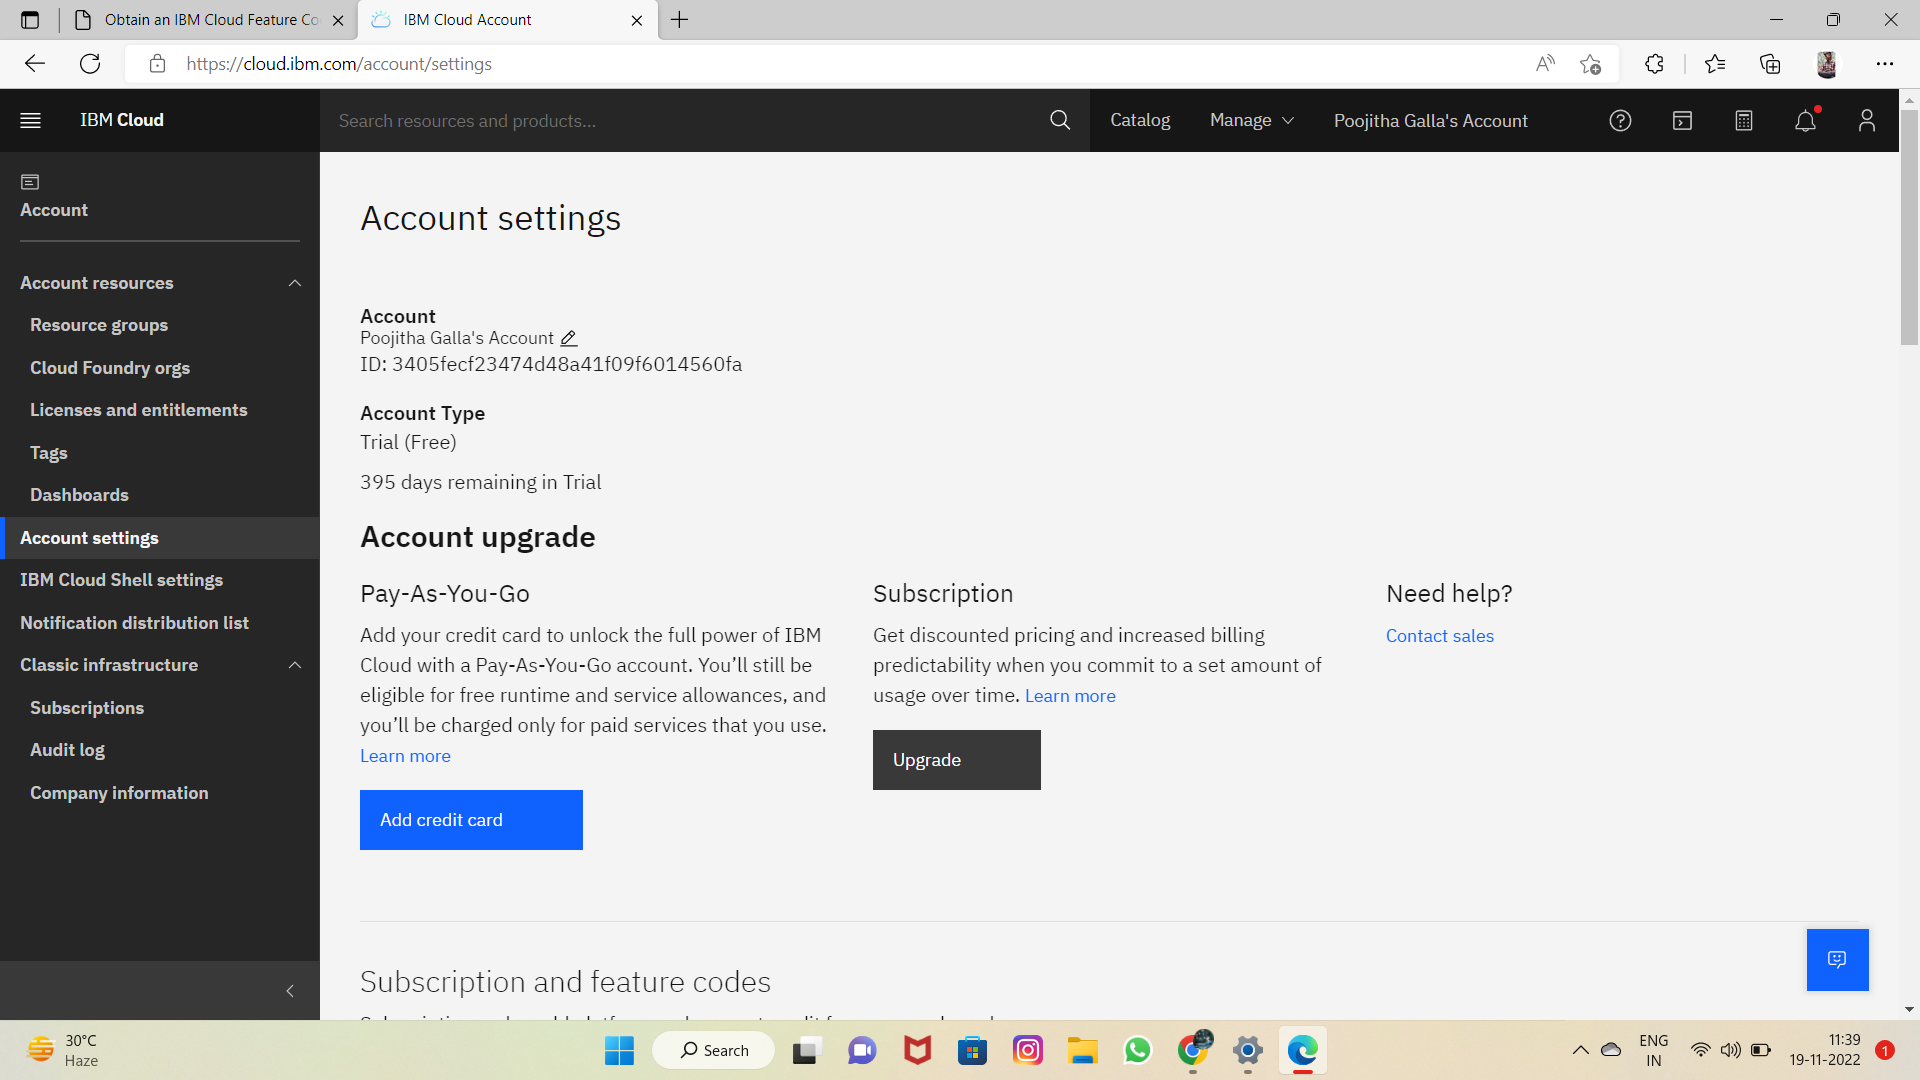 Obtain an IBM Cloud Feature Co
IBM Cloud Account
https://cloud.ibm.com/account/settings
IBM Cloud
Search resources and products...
Catalog
Manage
Poojitha Galla's Account
Account
Account resources
Resource groups
Cloud Foundry orgs
Licenses and entitlements
Tags
Dashboards
Account settings
IBM Cloud Shell settings
Notification distribution list
Classic infrastructure
Subscriptions
Audit log
Company information
Account settings
Account
Poojitha Galla's Account
ID: 3405fecf23474d48a41f09f6014560fa
Account Type
Trial (Free)
395 days remaining in Trial
Account upgrade
Pay-As-You-Go
Add your credit card to unlock the full power of IBM
Cloud with a Pay-As-You-Go account. You’ll still be
eligible for free runtime and service allowances, and
you’ll be charged only for paid services that you use.
Learn more
Add credit card
Subscription
Get discounted pricing and increased billing
predictability when you commit to a set amount of
usage over time. Learn more
Upgrade
Need help?
Contact sales
Subscription and feature codes
30°C
Haze
Search
ENG
IN
11:39
19-11-2022
1